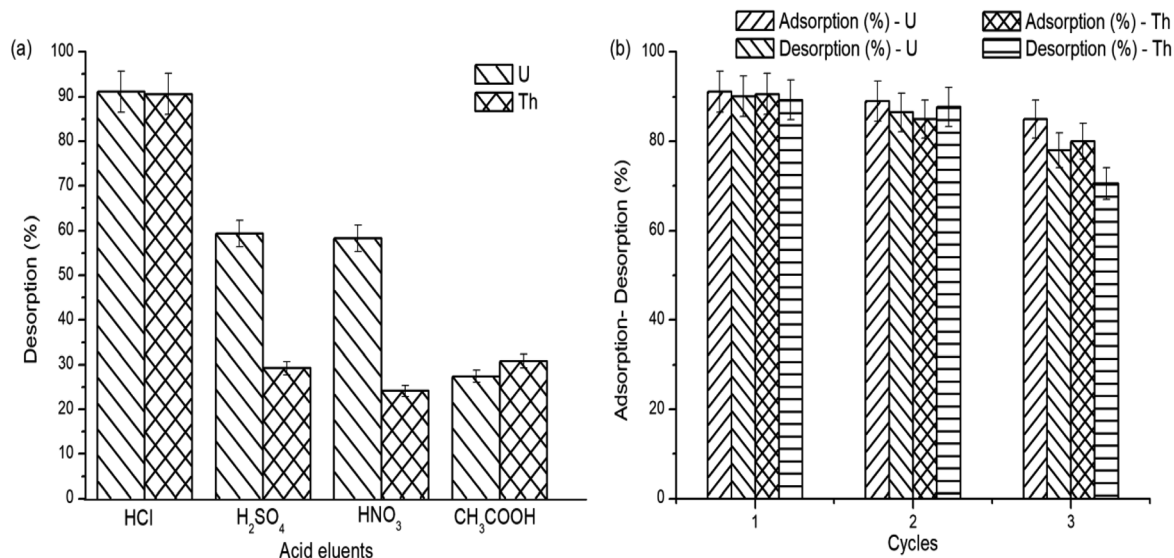 (a)
Desorption (%)
100
90
80
70
60
50
40
30
20
10
0
U
Th
HCl H₂SO₄ HNO₃ CH₃COOH
Acid eluents
Adsorption (%) - U Adsorption (%) - Th
Desorption (%) - U Desorption (%) - Th
(b)
Adsorption- Desorption (%)
100
80
60
40
20
0
1 2 3
Cycles